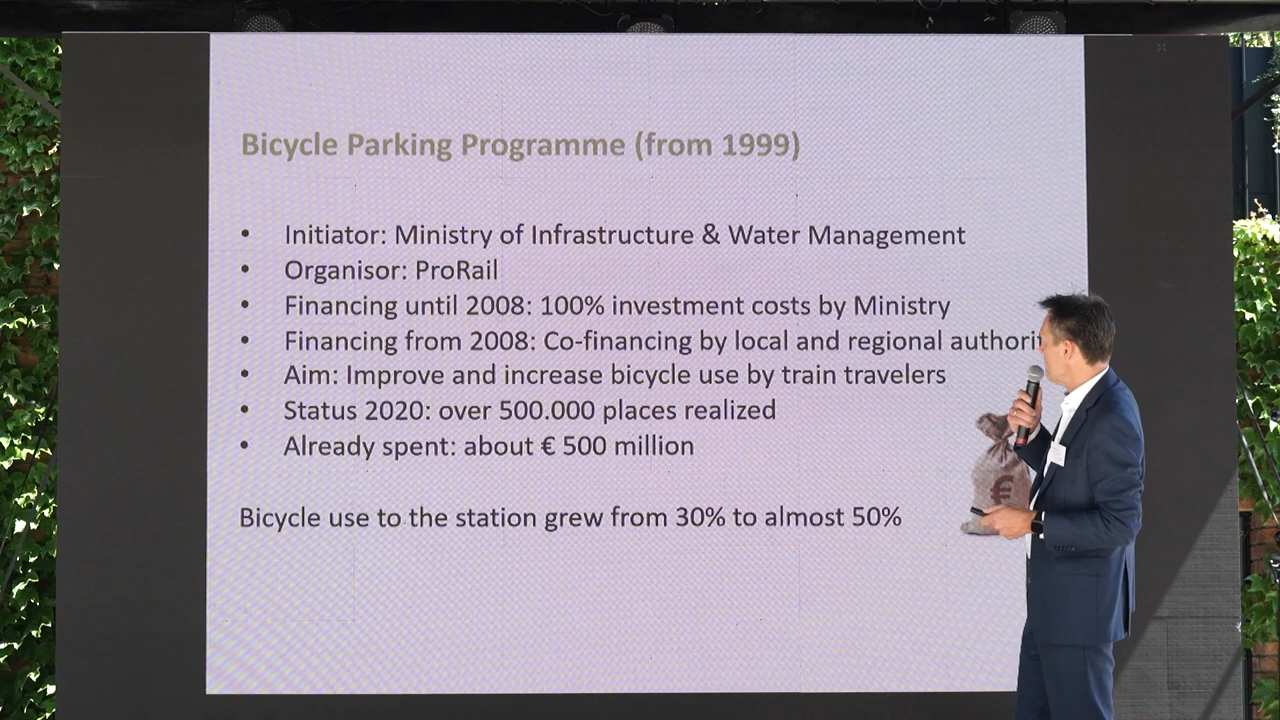 Bicycle Parking Programme (from 1999)
• Initiator: Ministry of Infrastructure & Water Management
• Organisor: ProRail
• Financing until 2008: 100% investment costs by Ministry
• Financing from 2008: Co-financing by local and regional
• Aim: Improve and increase bicycle use by train travelers
• Status 2020: over 500.000 places realized
• Already spent: about € 500 million
€
Bicycle use to the station grew from 30% to almost 50%